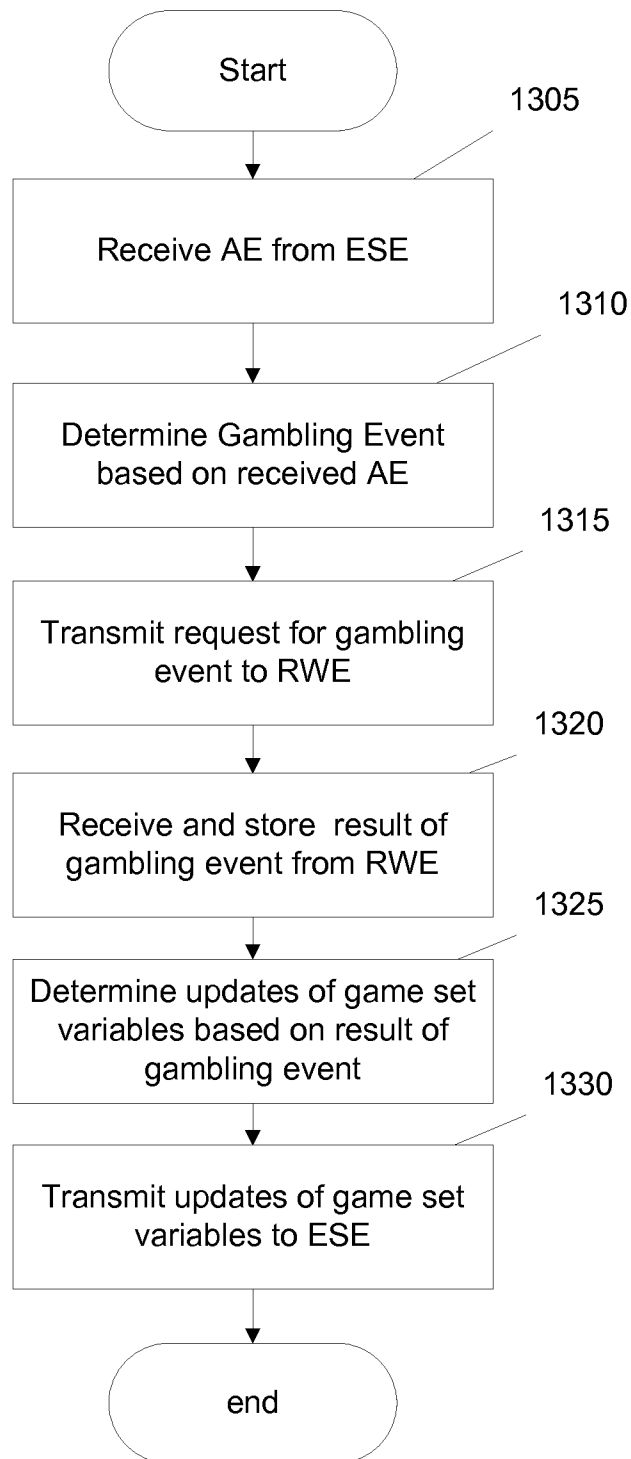 Start
1305
Receive AE from ESE
1310
Determine Gambling Event
based on received AE
1315
Transmit request for gambling
event to RWE
1320
Receive and store  result of
gambling event from RWE
1325
Determine updates of game set
variables based on result of
gambling event
1330
Transmit updates of game set
variables to ESE
end